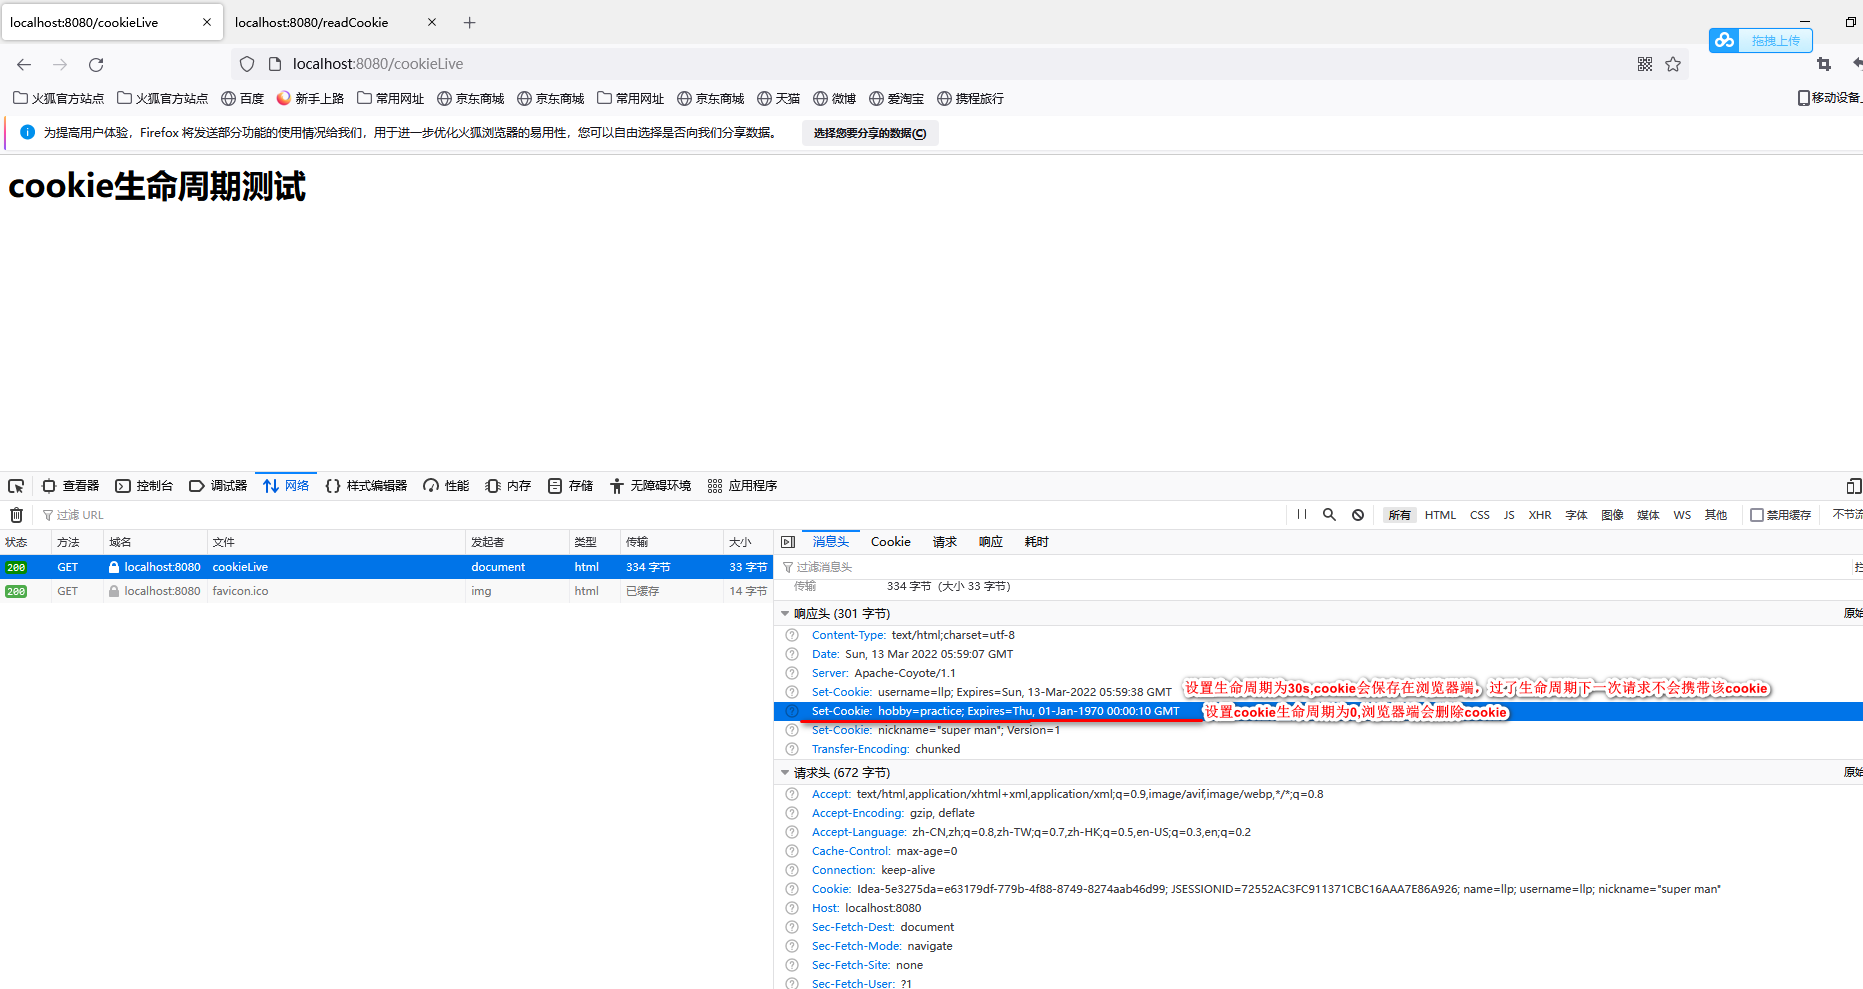 localhost:8080/cookieLive
localhost:8080/readCookie
拖拽上传
localhost:8080/cookieLive
火狐官方站点 火狐官方站点 百度 新手上路 常用网址 京东商城 京东商城 常用网址 京东商城 天猫 微博 爱淘宝 携程旅行
移动设备
为提高用户体验，Firefox 将发送部分功能的使用情况给我们，用于进一步优化火狐浏览器的易用性，您可以自由选择是否向我们分享数据。 选择您要分享的数据(C)
cookie生命周期测试
查看器 控制台 调试器 网络 样式编辑器 性能 内存 存储 无障碍环境 应用程序
过滤 URL
所有 HTML CSS JS XHR 字体 图像 媒体 WS 其他 禁用缓存 不节流
状态 方法 域名 文件 发起者 类型 传输 大小
200 GET localhost:8080 cookieLive document html 334 字节 33 字节
200 GET localhost:8080 favicon.ico img html 已缓存 14 字节
消息头 Cookie 请求 响应 耗时
过滤消息头
传输 334 字节 (大小 33 字节)
响应头 (301 字节) 原始
Content-Type: text/html;charset=utf-8
Date: Sun, 13 Mar 2022 05:59:07 GMT
Server: Apache-Coyote/1.1
Set-Cookie: username=llp; Expires=Sun, 13-Mar-2022 05:59:38 GMT 设置生命周期为30s,cookie会保存在浏览器端．过了生命周期下一次请求不会携带该cookie
Set-Cookie: hobby=practice; Expires=Thu, 01-Jan-1970 00:00:10 GMT 设置cookie生命周期为0,浏览器端会删除cookie
Set-Cookie: nickname="super man"; Version=1
Transfer-Encoding: chunked
请求头 (672 字节) 原始
Accept: text/html,application/xhtml+xml,application/xml;q=0.9,image/avif,image/webp,*/*;q=0.8
Accept-Encoding: gzip, deflate
Accept-Language: zh-CN,zh;q=0.8,zh-TW;q=0.7,zh-HK;q=0.5,en-US;q=0.3,en;q=0.2
Cache-Control: max-age=0
Connection: keep-alive
Cookie: Idea-5e3275da=e63179df-779b-4f88-8749-8274aab46d99; JSESSIONID=72552AC3FC911371CBC16AAA7E86A926; name=llp; username=llp; nickname="super man"
Host: localhost:8080
Sec-Fetch-Dest: document
Sec-Fetch-Mode: navigate
Sec-Fetch-Site: none
Sec-Fetch-User: ?1